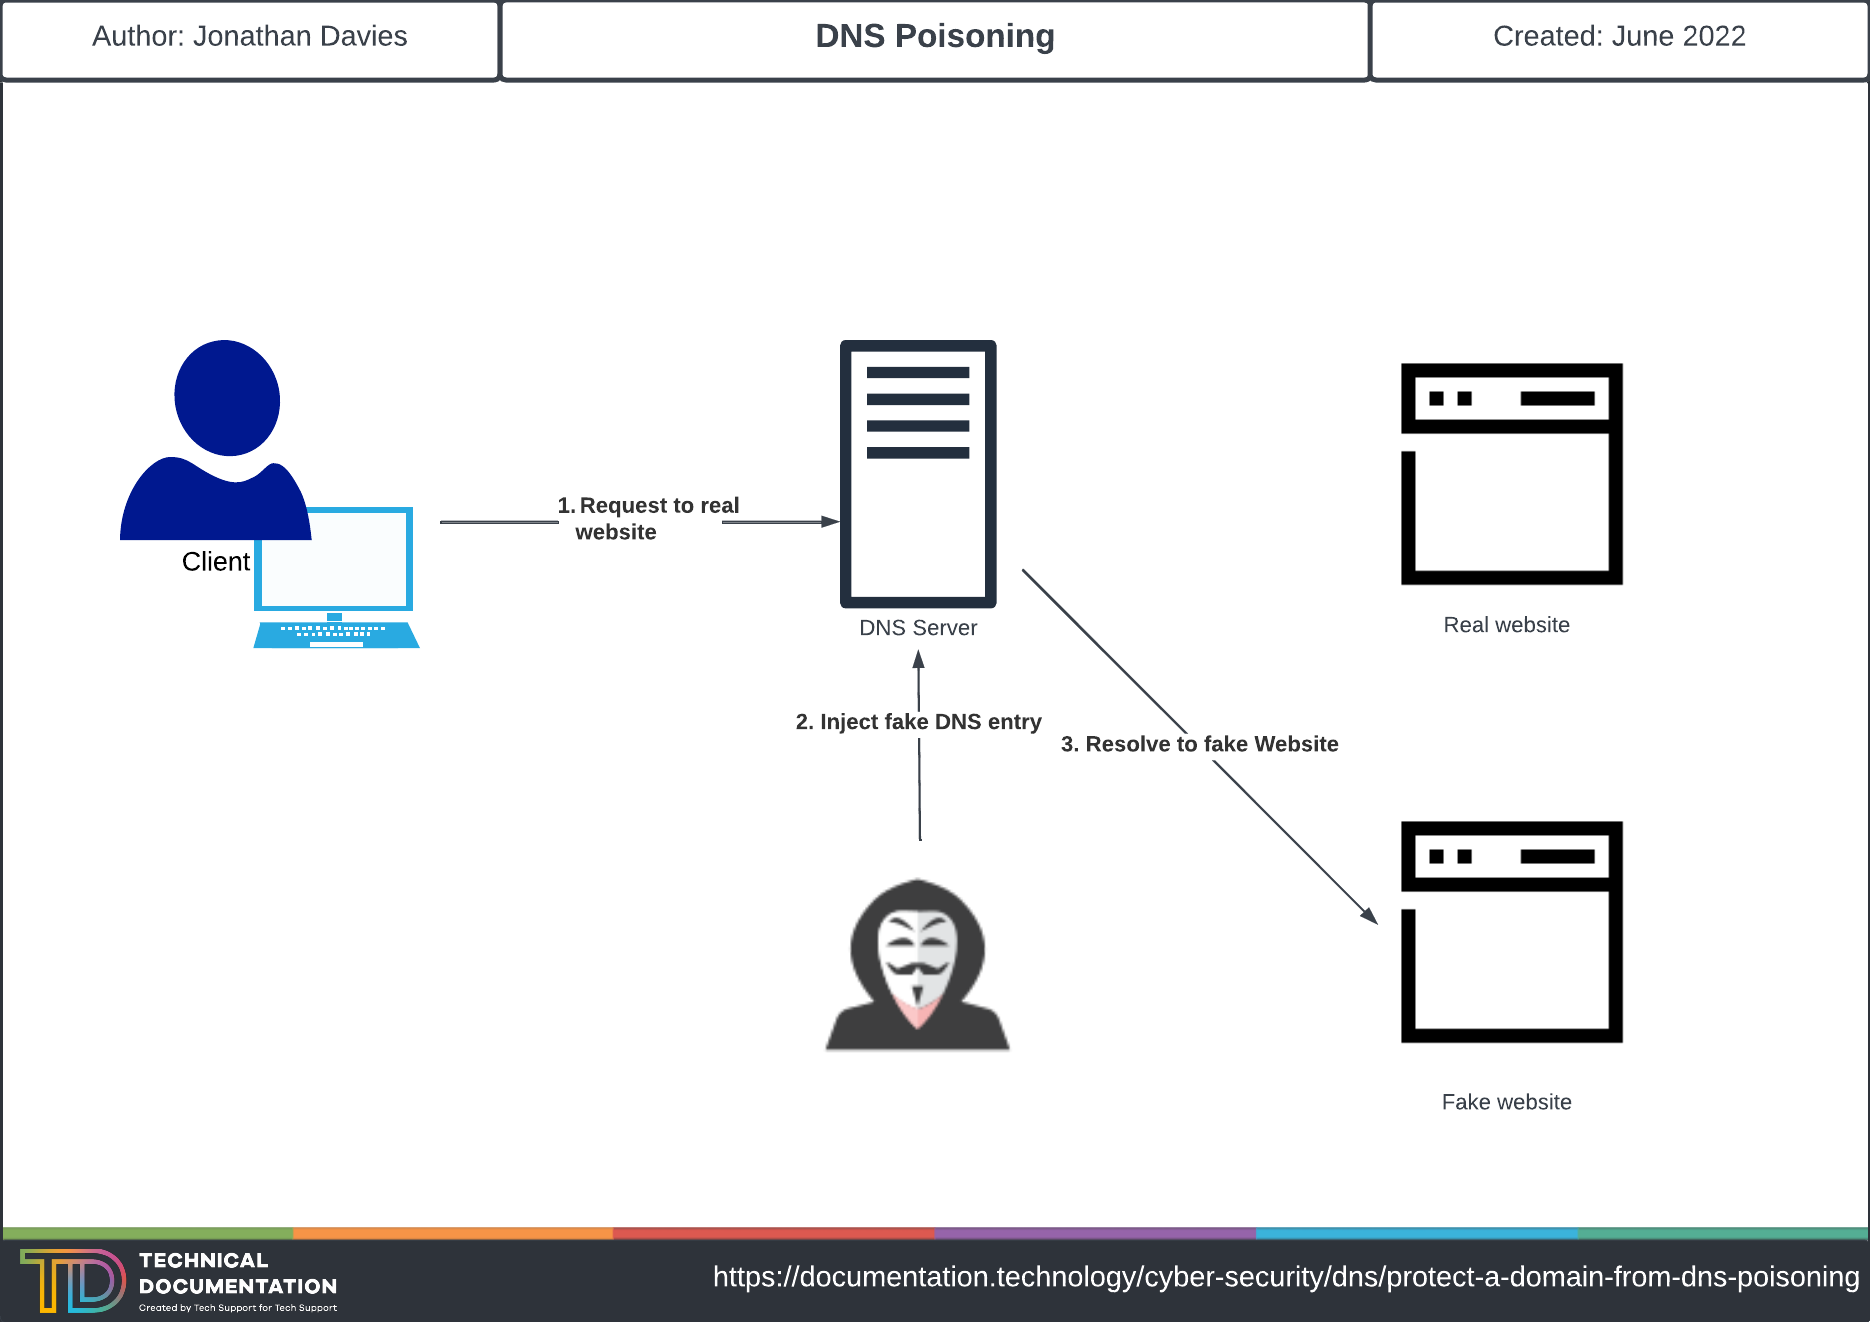 Author: Jonathan Davies
DNS Poisoning
Created: June 2022
1. Request to real
website
Client
DNS Server
Real website
2. Inject fake DNS entry
3. Resolve to fake Website
Fake website
TD
TECHNICAL
DOCUMENTATION
Created by Tech Support for Tech Support
https://documentation.technology/cyber-security/dns/protect-a-domain-from-dns-poisoning